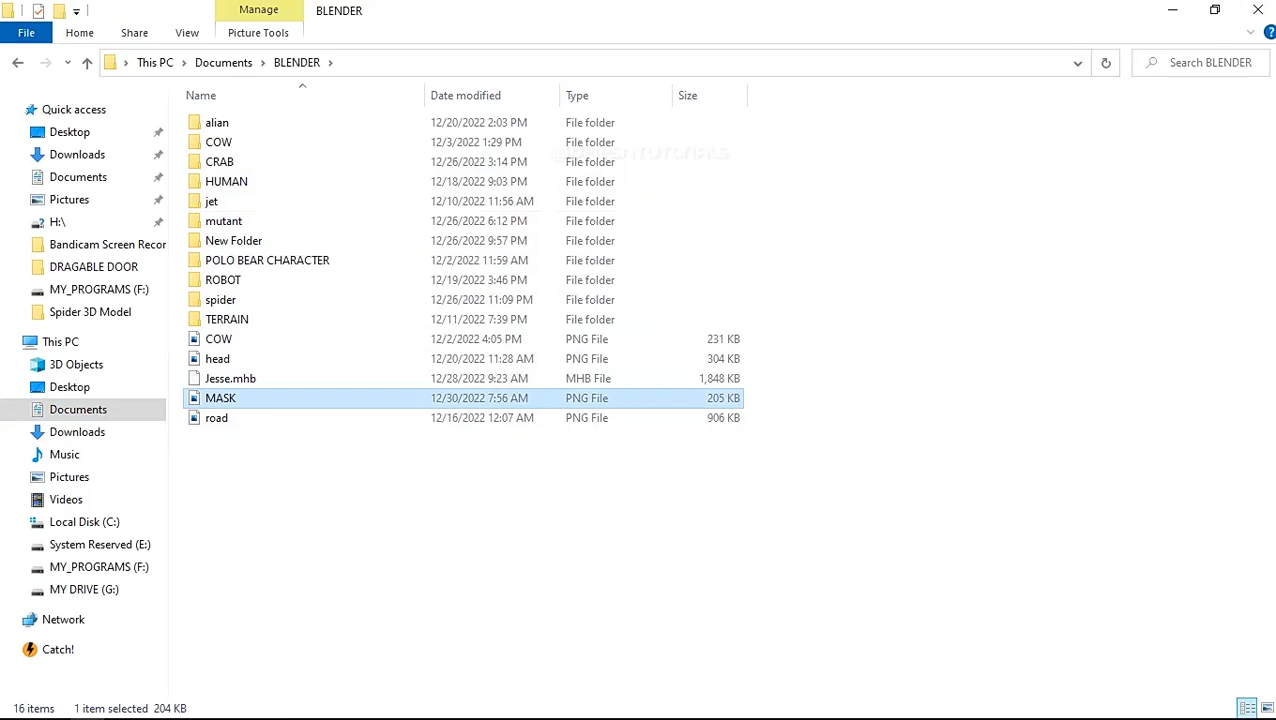 Manage
BLENDER
File
Home
Share
View
Picture Tools
This PC
Documents
BLENDER
Search BLENDER
Name
Date modified
Type
Size
Quick access
Desktop
Downloads
Documents
Pictures
H:\
Bandicam Screen Recor
DRAGABLE DOOR
MY_PROGRAMS (F:)
Spider 3D Model
This PC
3D Objects
Desktop
Documents
Downloads
Music
Pictures
Videos
Local Disk (C:)
System Reserved (E:)
MY_PROGRAMS (F:)
MY DRIVE (G:)
Network
Catch!
alian 12/20/2022 2:03 PM File folder
COW 12/3/2022 1:29 PM File folder
CRAB 12/26/2022 3:14 PM File folder
HUMAN 12/18/2022 9:03 PM File folder
jet 12/10/2022 11:56 AM File folder
mutant 12/26/2022 6:12 PM File folder
New Folder 12/26/2022 9:57 PM File folder
POLO BEAR CHARACTER 12/2/2022 11:59 AM File folder
ROBOT 12/19/2022 3:46 PM File folder
spider 12/26/2022 11:09 PM File folder
TERRAIN 12/11/2022 7:39 PM File folder
COW 12/2/2022 4:05 PM PNG File 231 KB
head 12/20/2022 11:28 AM PNG File 304 KB
Jesse.mhb 12/28/2022 9:23 AM MHB File 1,848 KB
MASK 12/30/2022 7:56 AM PNG File 205 KB
road 12/16/2022 12:07 AM PNG File 906 KB
16 items
1 item selected 204 KB